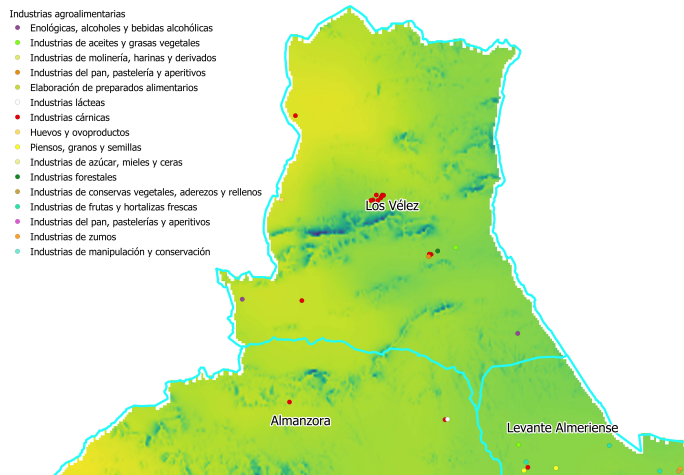 Industrias agroalimentarias
Enológicas, alcoholes y bebidas alcohólicas
Industrias de aceites y grasas vegetales
Industrias de molinería, harinas y derivados
Industrias del pan, pastelería y aperitivos
Elaboración de preparados alimentarios
Industrias lácteas
Industrias cárnicas
Huevos y ovoproductos
Piensos, granos y semillas
Industrias de azúcar, mieles y ceras
Industrias forestales
Industrias de conservas vegetales, aderezos y rellenos
Industrias de frutas y hortalizas frescas
Industrias del pan, pastelerías y aperitivos
Industrias de zumos
Industrias de manipulación y conservación
Los Vélez
Almanzora
Levante Almeriense